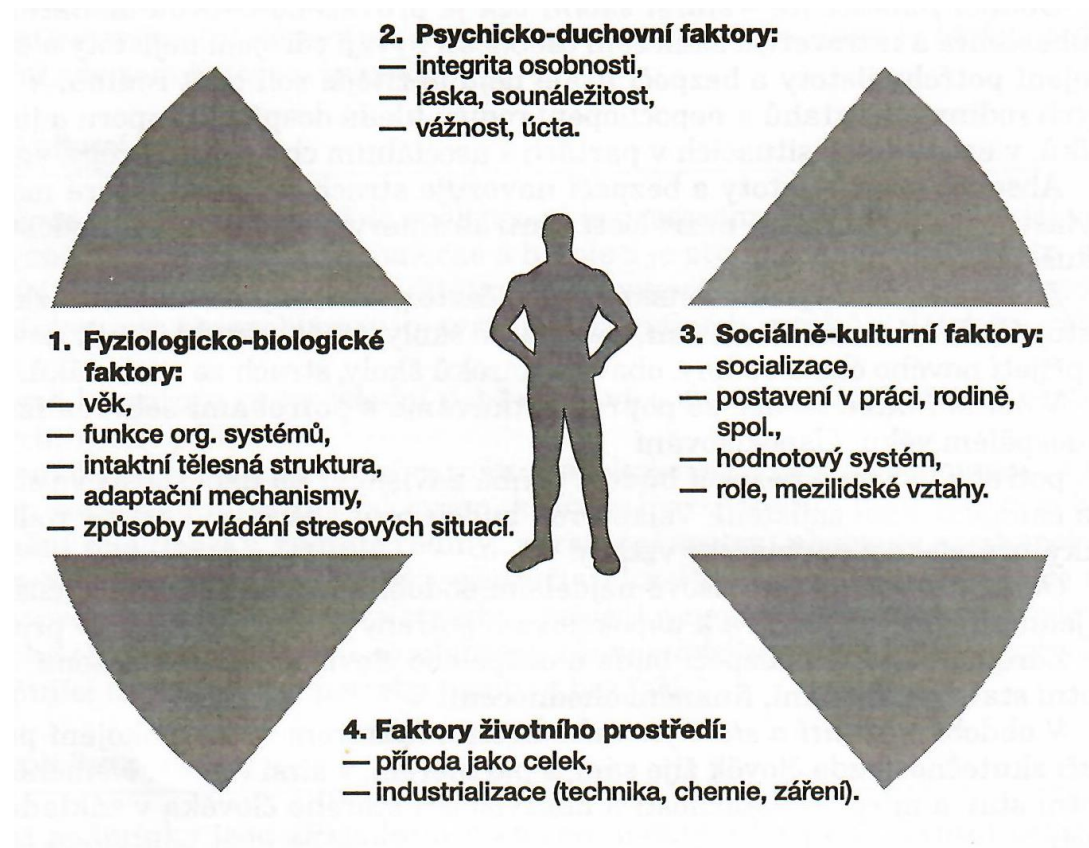 2. Psychicko-duchovní faktory:
— integrita osobnosti,
— láska, sounáležitost,
— vážnost, úcta.
1. Fyziologicko-biologické
faktory:
— věk,
— funkce org. systémů,
— intaktní tělesná struktura,
— adaptační mechanismy,
— způsoby zvládání stresových situací.
3. Sociálně-kulturní faktory:
— socializace,
— postavení v práci, rodině,
spol.,
— hodnotový systém,
— role, mezilidské vztahy.
4. Faktory životního prostředí:
— příroda jako celek,
— industrializace (technika, chemie, záření).